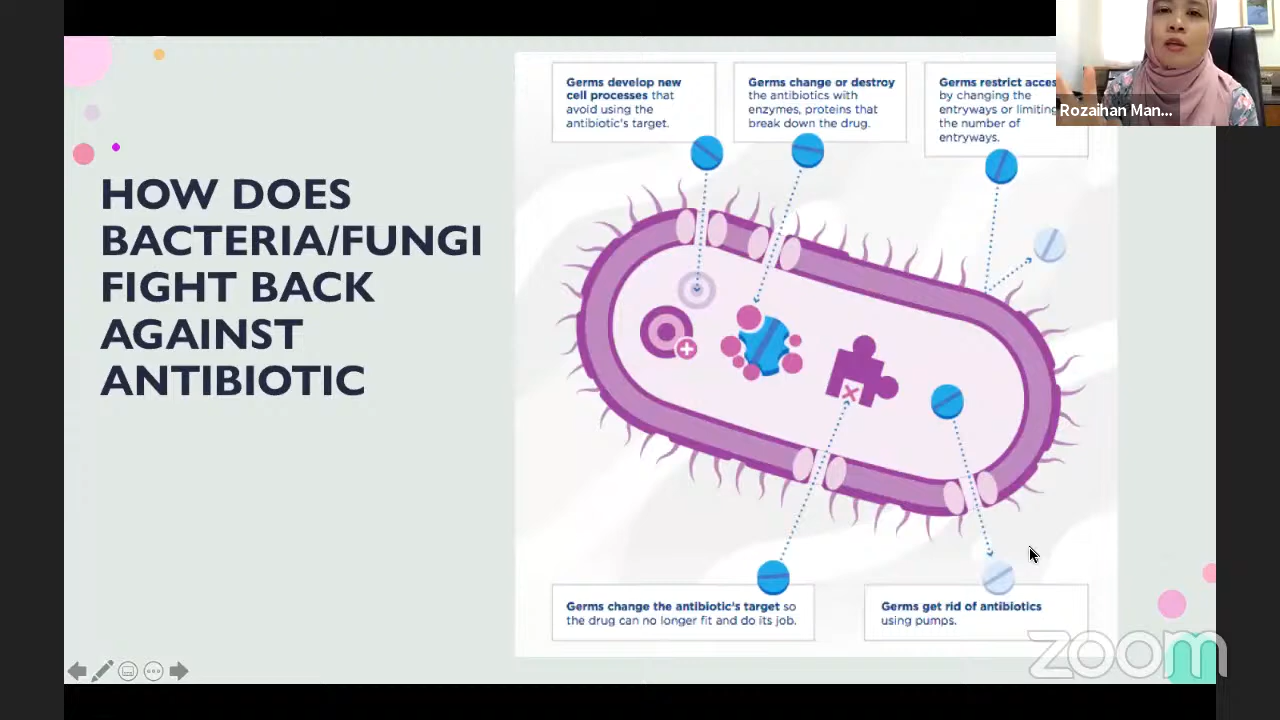 HOW DOES
BACTERIA/FUNGI
FIGHT BACK
AGAINST
ANTIBIOTIC
Germs develop new
cell processes that
avoid using the
antibiotic's target.
Germs change or destroy
the antibiotics with
enzymes, proteins that
break down the drug.
Germs restrict acces
by changing the
entryways or limiting
the number of
entryways.
Rozaihan Man...
Germs change the antibiotic's target so
the drug can no longer fit and do its job.
Germs get rid of antibiotics
using pumps.
zoom